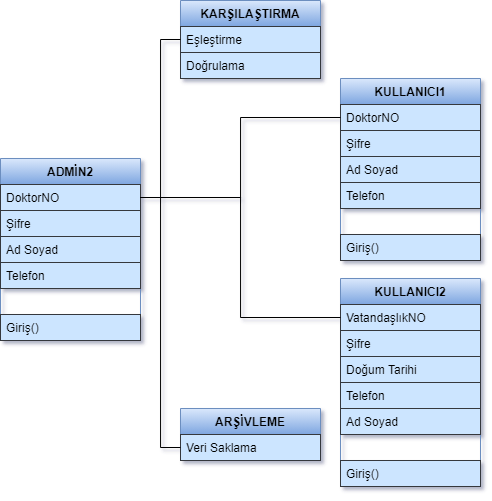 KARŞILAŞTIRMA
Eşleştirme
Doğrulama
KULLANICI1
DoktorNO
Şifre
Ad Soyad
Telefon
Giriş()
ADMİN2
DoktorNO
Şifre
Ad Soyad
Telefon
Giriş()
KULLANICI2
VatandaşlıkNO
Şifre
Doğum Tarihi
Telefon
Ad Soyad
Giriş()
ARŞİVLEME
Veri Saklama